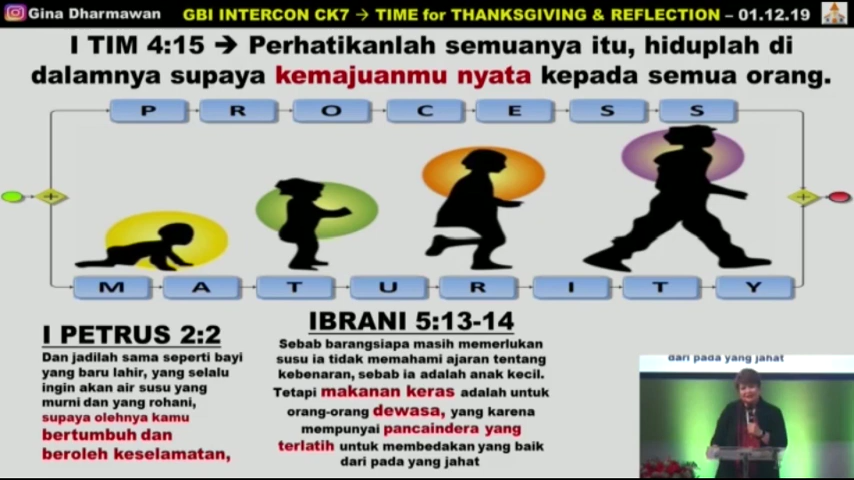 Gina Dharmawan GBI INTERCON CK7 → TIME for THANKSGIVING & REFLECTION – 01.12.19
I TIM 4:15 ➔ Perhatikanlah semuanya itu, hiduplah di
dalamnya supaya kemajuanmu nyata kepada semua orang.
P R O C E S S
M A T U R I T Y
I PETRUS 2:2
Dan jadilah sama seperti bayi
yang baru lahir, yang selalu
ingin akan air susu yang
murni dan yang rohani,
supaya olehnya kamu
bertumbuh dan
beroleh keselamatan,
IBRANI 5:13-14
Sebab barangsiapa masih memerlukan
susu ia tidak memahami ajaran tentang
kebenaran, sebab ia adalah anak kecil.
Tetapi makanan keras adalah untuk
orang-orang dewasa, yang karena
mempunyai pancaindera yang
terlatih untuk membedakan yang baik
dari pada yang jahat
dari pada yang jahat